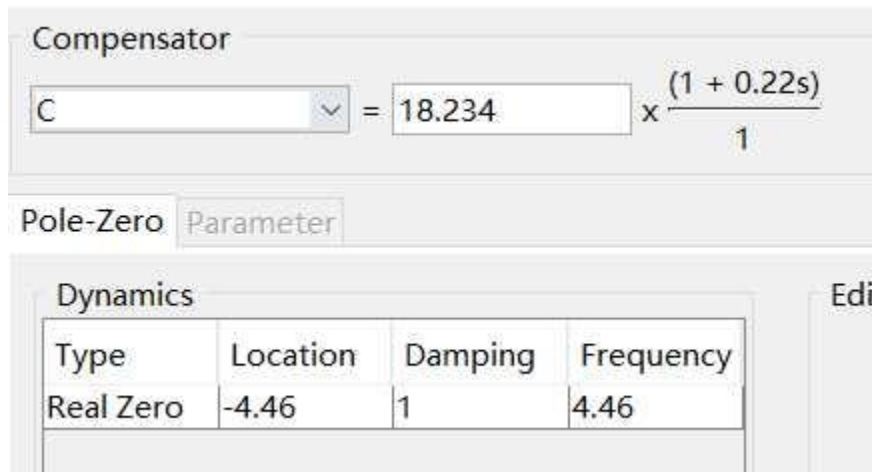 Compensator
C = 18.234 x (1 + 0.22s)
1
Pole-Zero Parameter
Dynamics Edi
Type Location Damping Frequency
Real Zero -4.46 1 4.46